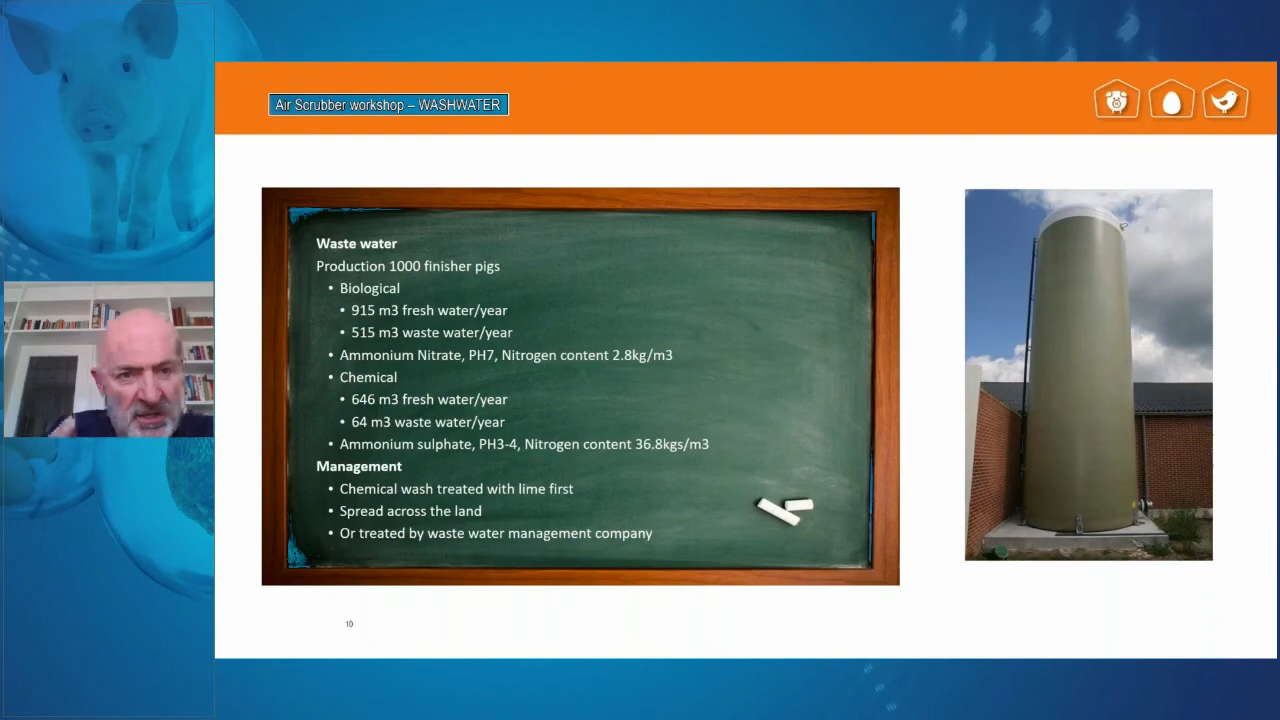 Air Scrubber workshop – WASHWATER
Waste water
Production 1000 finisher pigs
• Biological
• 915 m3 fresh water/year
• 515 m3 waste water/year
• Ammonium Nitrate, PH7, Nitrogen content 2.8kg/m3
• Chemical
• 646 m3 fresh water/year
• 64 m3 waste water/year
• Ammonium sulphate, PH3-4, Nitrogen content 36.8kgs/m3
Management
• Chemical wash treated with lime first
• Spread across the land
• Or treated by waste water management company
10